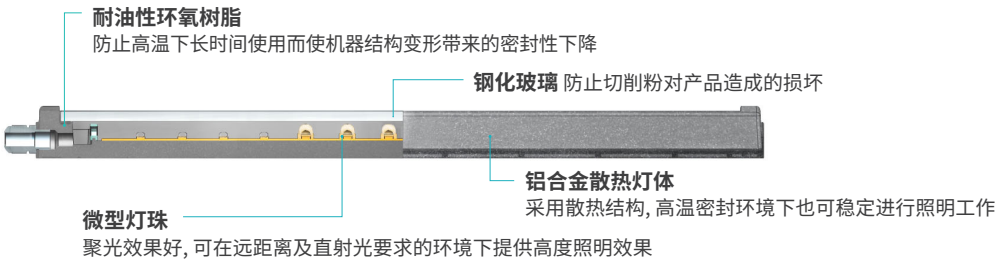 耐油性环氧树脂
防止高温下长时间使用而使机器结构变形带来的密封性下降
钢化玻璃 防止切削粉对产品造成的损坏
铝合金散热灯体
采用散热结构, 高温密封环境下也可稳定进行照明工作
微型灯珠
聚光效果好, 可在远距离及直射光要求的环境下提供高度照明效果